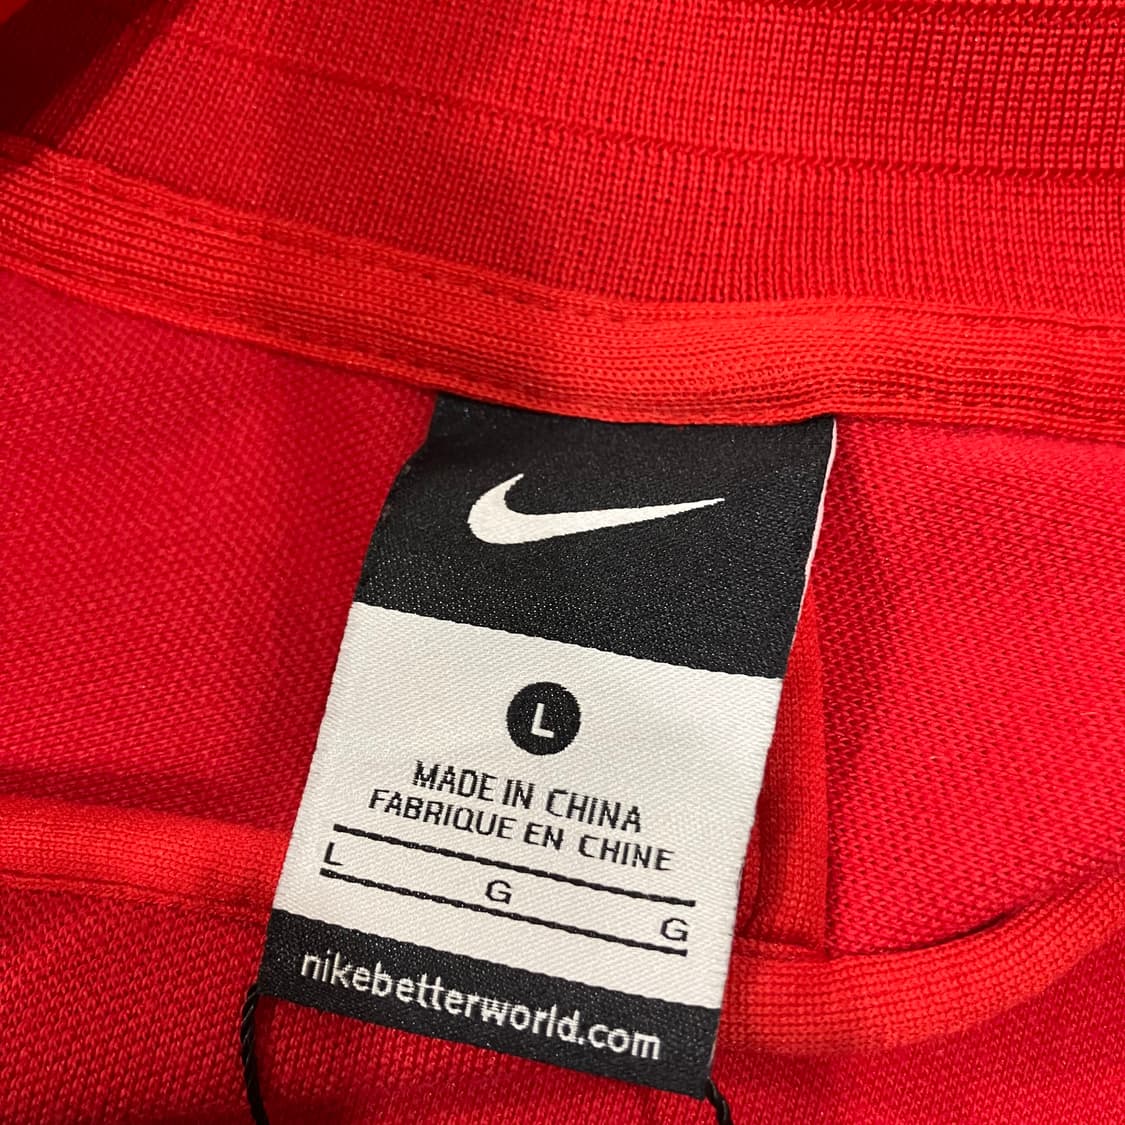 L
MADE IN CHINA
FABRIQUE EN CHINE
L G G
nikebetterworld.com